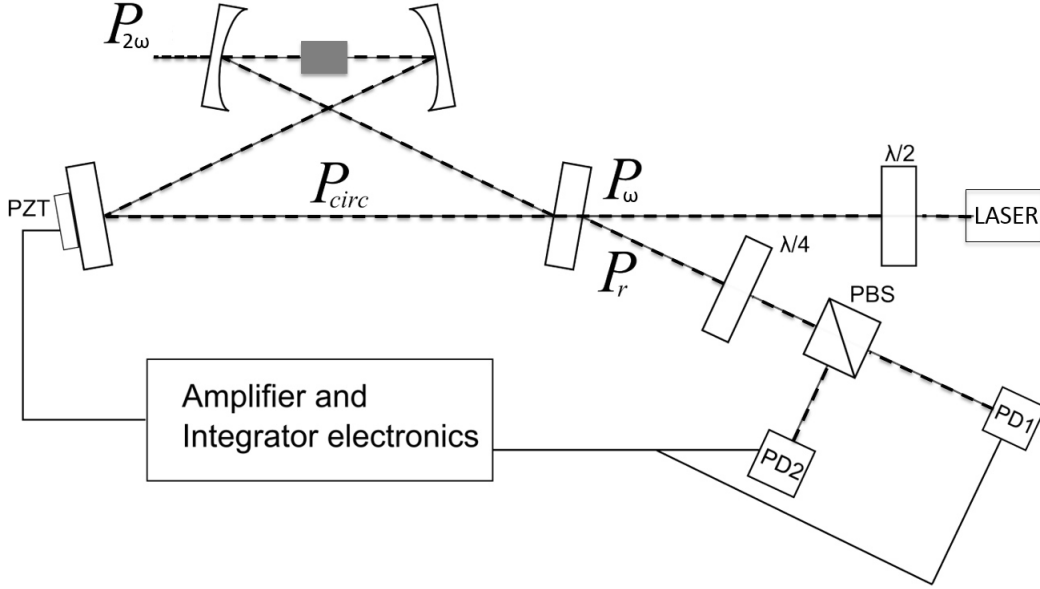 P2ω
λ/2
Pω
Pcirc
PZT
LASER
λ/4
Pr
PBS
Amplifier and
Integrator electronics
PD1
PD2